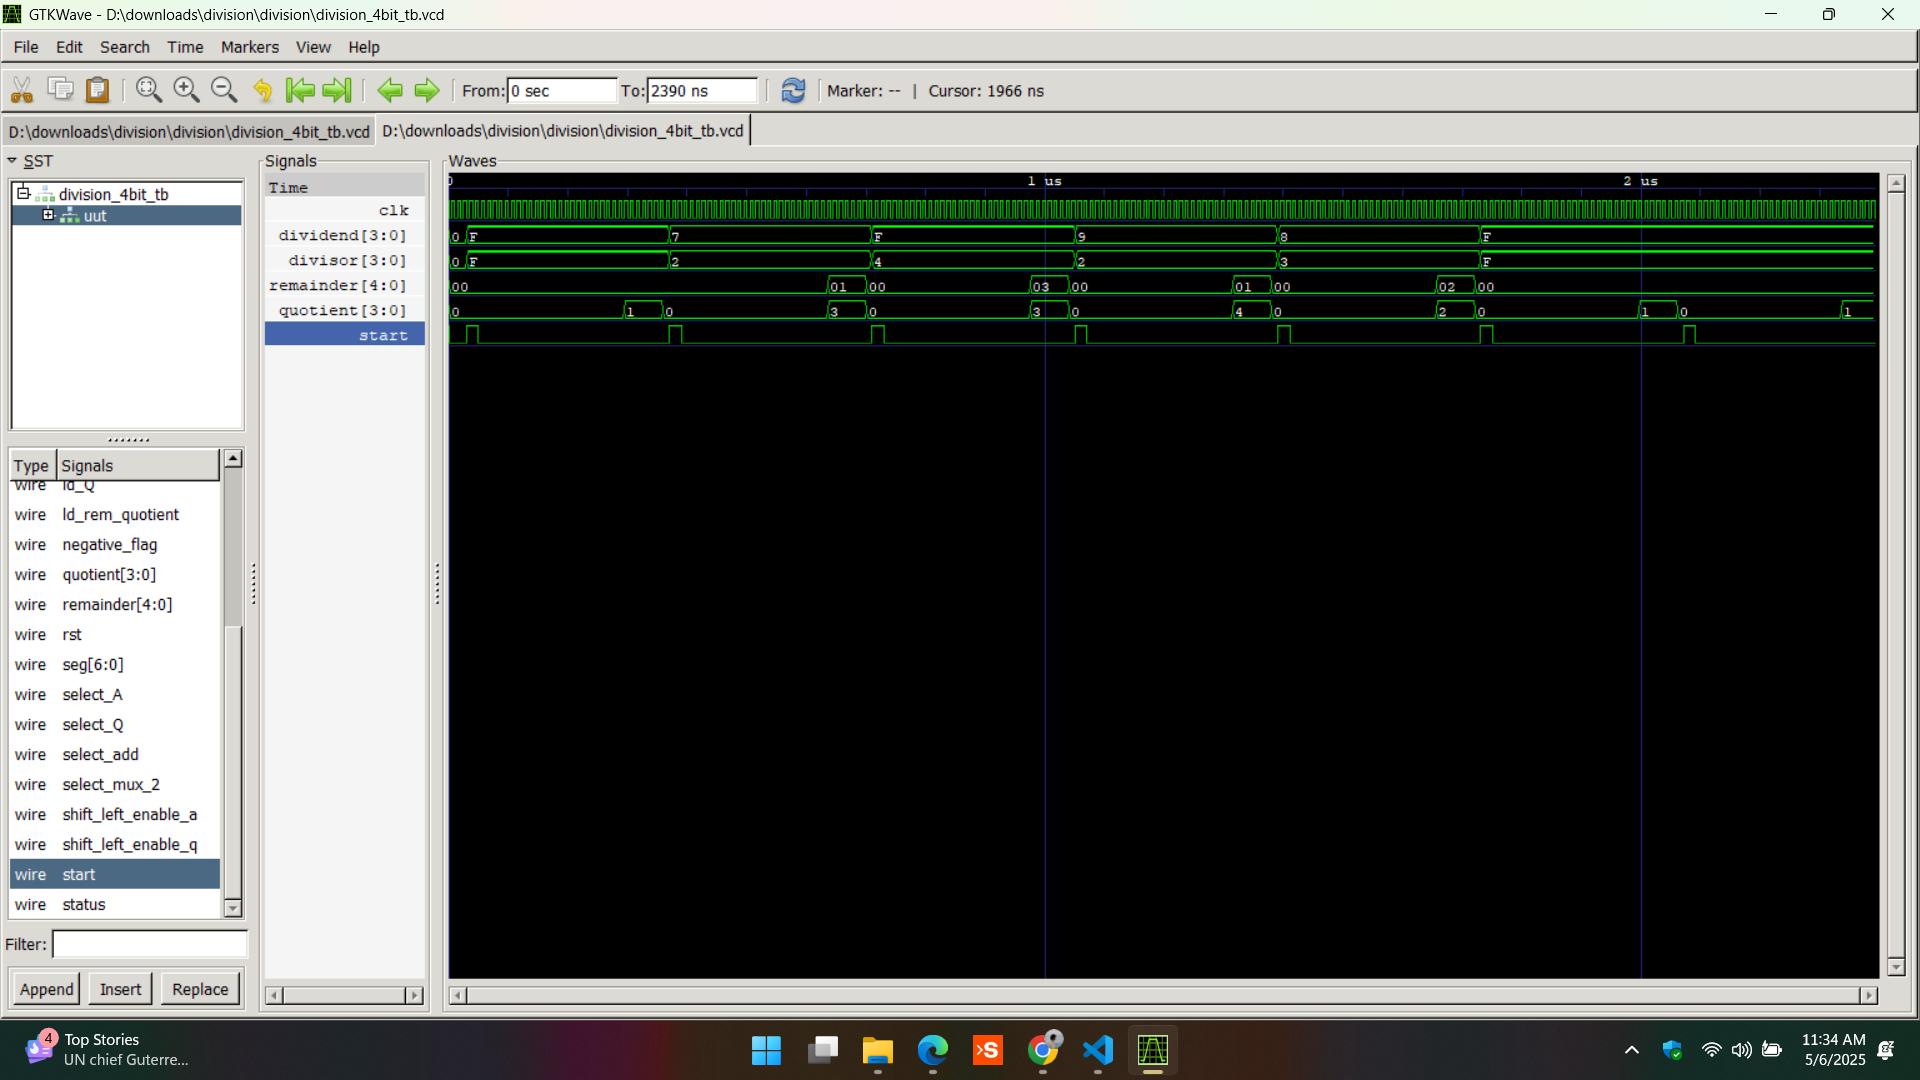 GTKWave - D:\downloads\division\division\division_4bit_tb.vcd
File Edit Search Time Markers View Help
From: 0 sec To: 2390 ns Marker: -- | Cursor: 1966 ns
D:\downloads\division\division\division_4bit_tb.vcd D:\downloads\division\division\division_4bit_tb.vcd
SST
division_4bit_tb
uut
Type Signals
wire ld_Q
wire ld_rem_quotient
wire negative_flag
wire quotient[3:0]
wire remainder[4:0]
wire rst
wire seg[6:0]
wire select_A
wire select_Q
wire select_add
wire select_mux_2
wire shift_left_enable_a
wire shift_left_enable_q
wire start
wire status
Filter:
Append Insert Replace
Signals
Time
clk
dividend[3:0]
divisor[3:0]
remainder[4:0]
quotient[3:0]
start
Waves
0 1 us 2 us
0 F 7 F 9 8 F
0 F 2 4 2 3 F
00 01 00 03 00 01 00 02 00
0 1 0 3 0 3 0 4 0 2 0 1 0 1
4
Top Stories
UN chief Guterre...
11:34 AM
5/6/2025